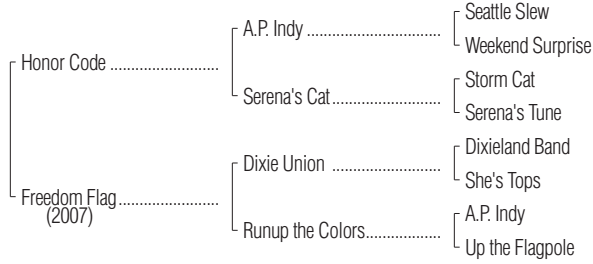 Seattle Slew
A.P. Indy ..............................
Weekend Surprise
Honor Code ........................
Storm Cat
Serena's Cat........................
Serena's Tune
Dixieland Band
Dixie Union ........................
She's Tops
Freedom Flag......................
(2007)
A.P. Indy
Runup the Colors.................
Up the Flagpole